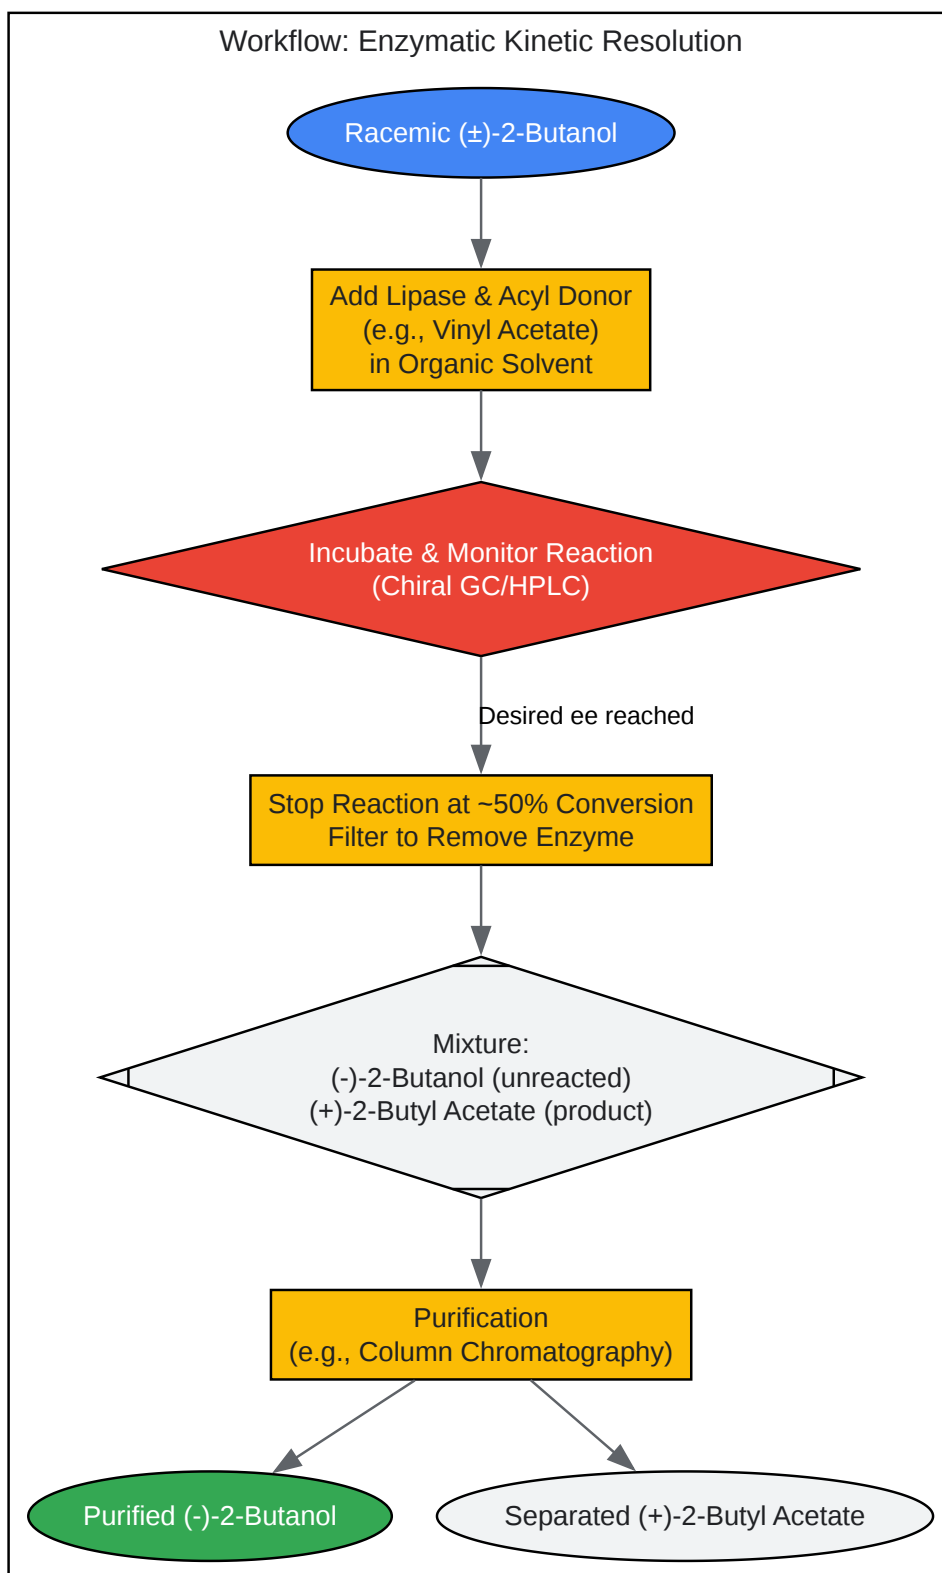 Workflow: Enzymatic Kinetic Resolution
Racemic (±)-2-Butanol
Add Lipase & Acyl Donor
(e.g., Vinyl Acetate)
in Organic Solvent
Incubate & Monitor Reaction
(Chiral GC/HPLC)
Desired ee reached
Stop Reaction at ~50% Conversion
Filter to Remove Enzyme
Mixture:
(-)-2-Butanol (unreacted)
(+)-2-Butyl Acetate (product)
Purification
(e.g., Column Chromatography)
Purified (-)-2-Butanol
Separated (+)-2-Butyl Acetate